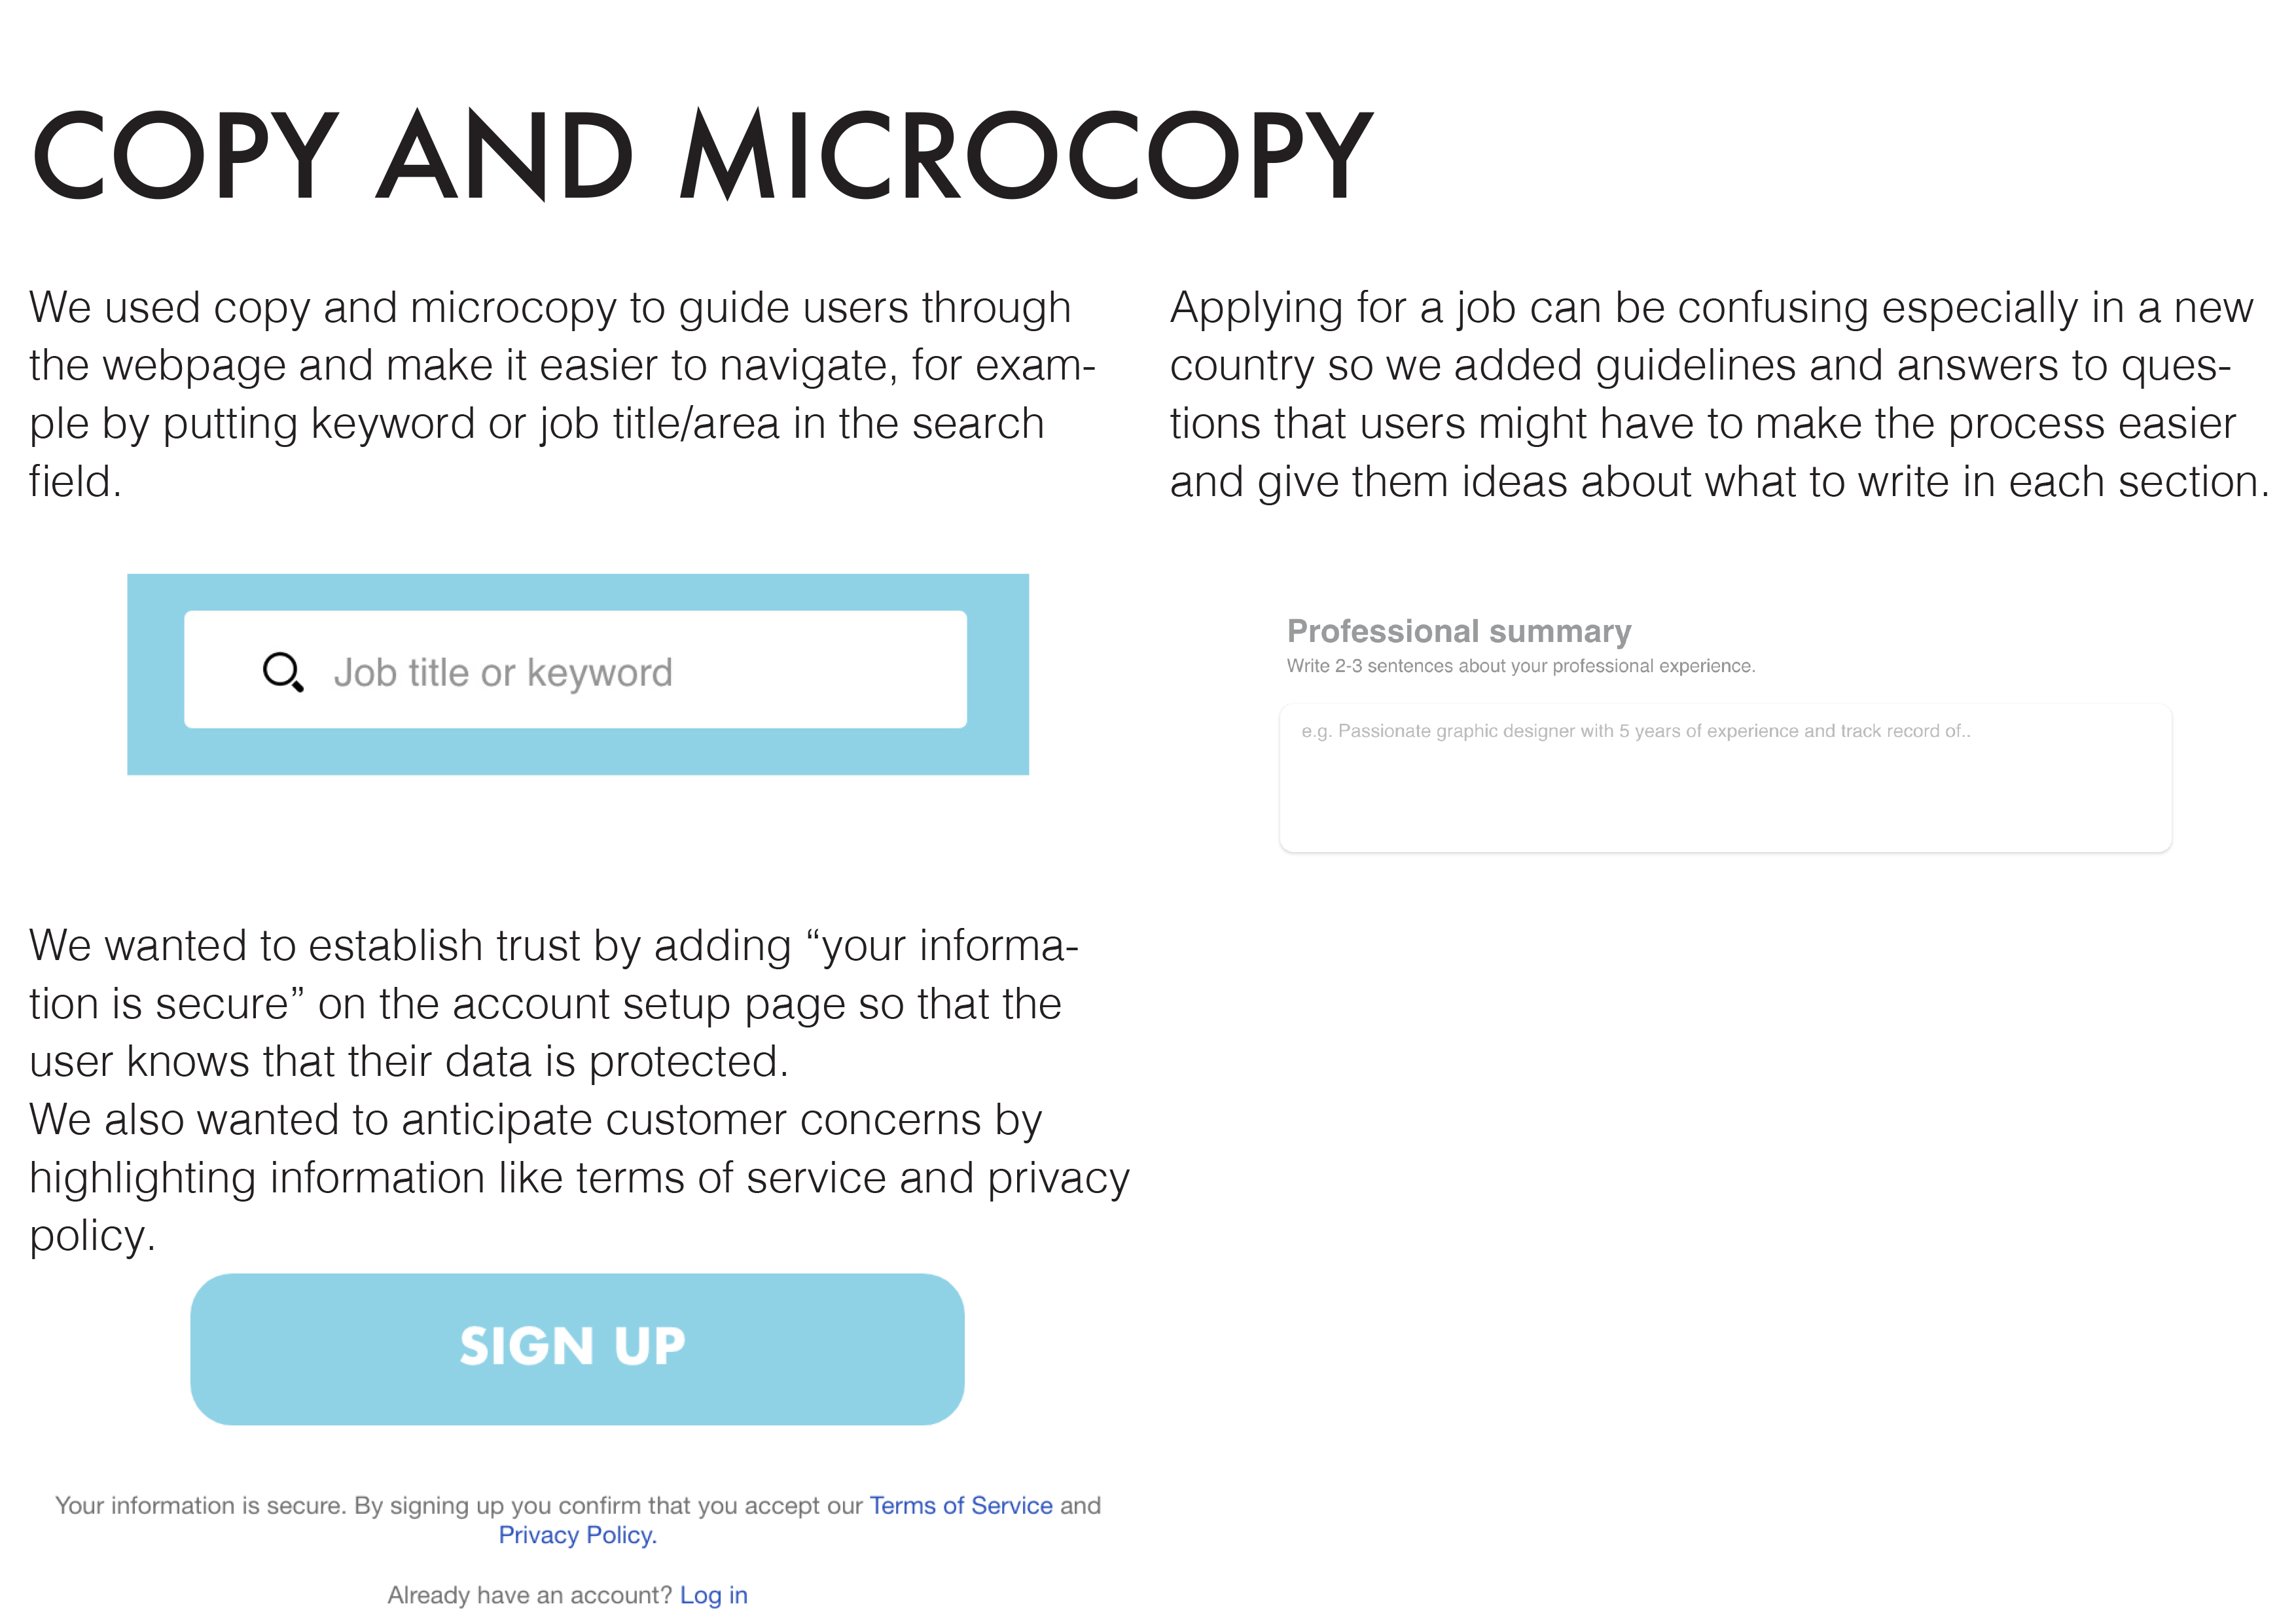 COPY AND MICROCOPY
We used copy and microcopy to guide users through
the webpage and make it easier to navigate, for exam-
ple by putting keyword or job title/area in the search
field.
Job title or keyword
We wanted to establish trust by adding “your informa-
tion is secure” on the account setup page so that the
user knows that their data is protected.
We also wanted to anticipate customer concerns by
highlighting information like terms of service and privacy
policy.
SIGN UP
Your information is secure. By signing up you confirm that you accept our Terms of Service and
Privacy Policy.
Already have an account? Log in
Applying for a job can be confusing especially in a new
country so we added guidelines and answers to ques-
tions that users might have to make the process easier
and give them ideas about what to write in each section.
Professional summary
Write 2-3 sentences about your professional experience.
e.g. Passionate graphic designer with 5 years of experience and track record of..